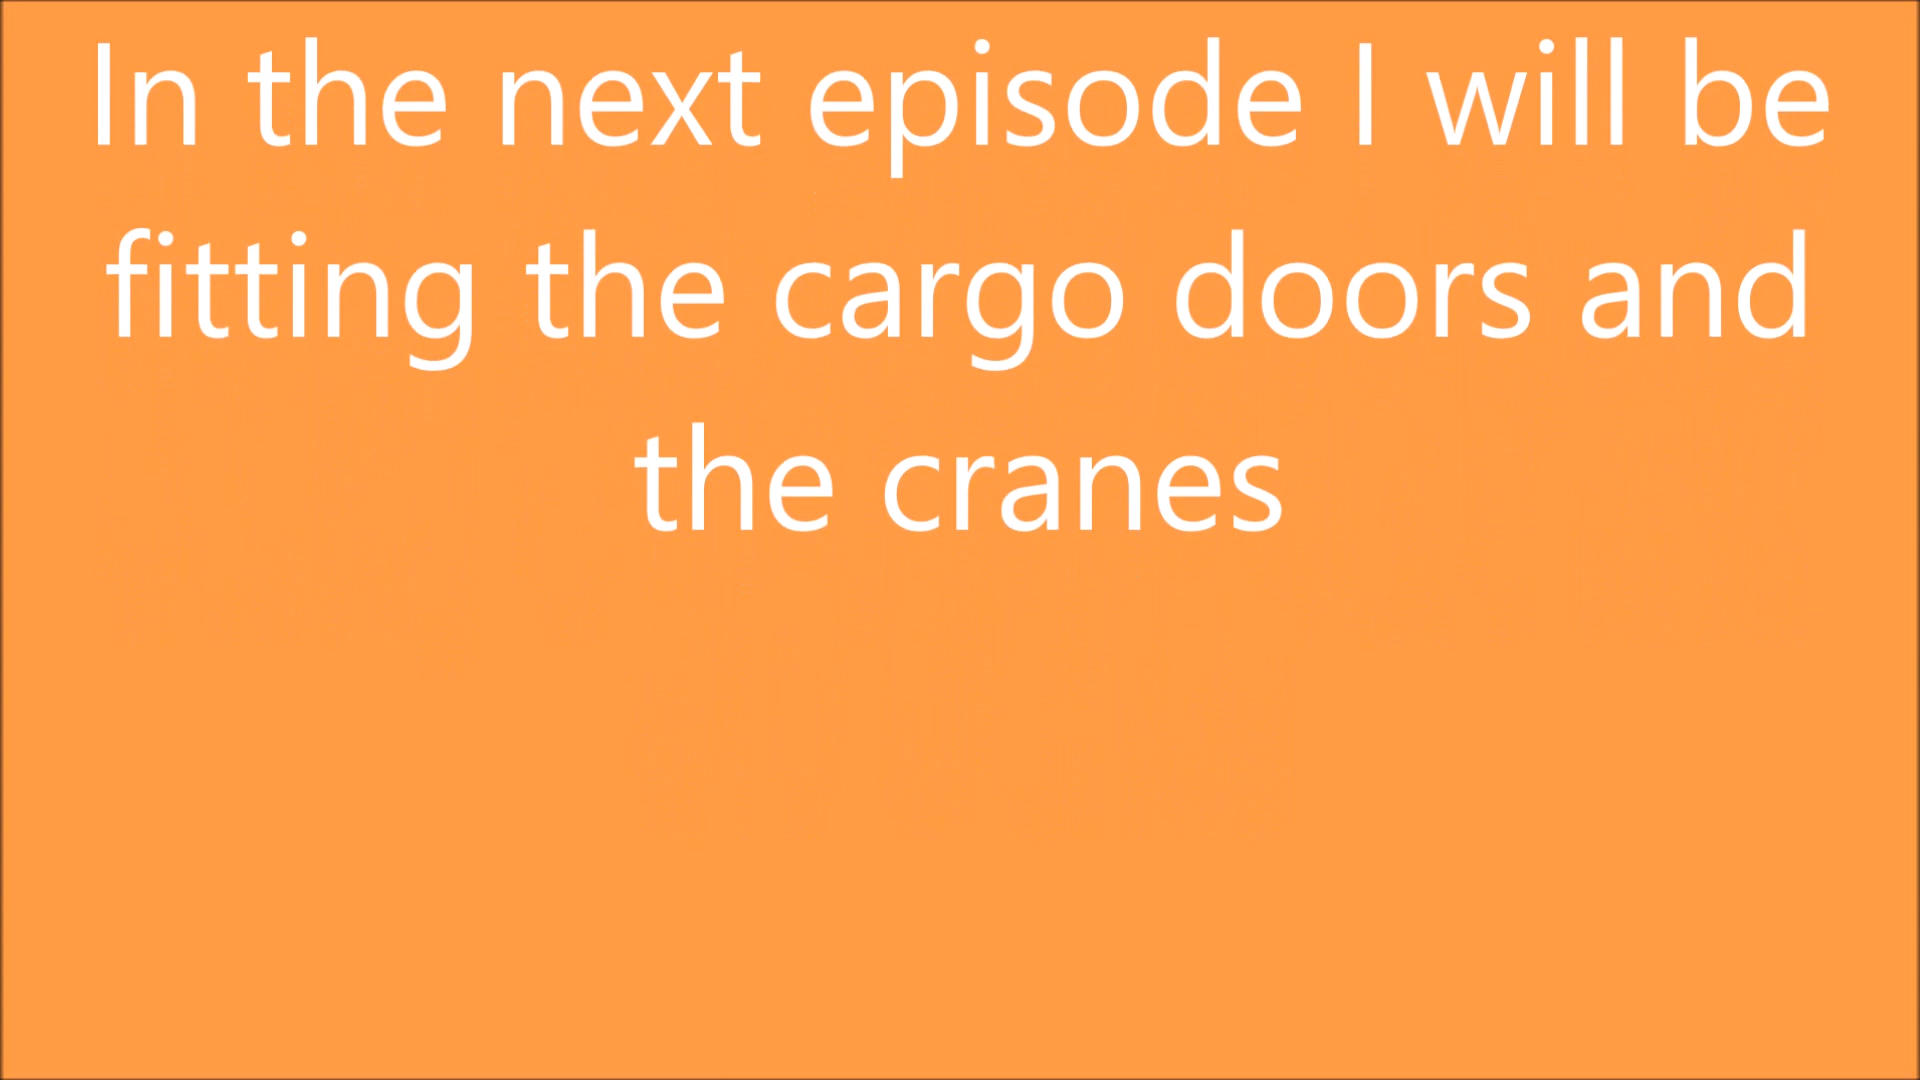 In the next episode I will be
fitting the cargo doors and
the cranes